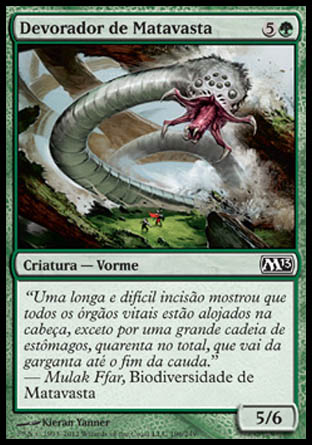 Devorador de Matavasta 5
Criatura — Vorme M13
“Uma longa e difícil incisão mostrou que
todos os órgãos vitais estão alojados na
cabeça, exceto por uma grande cadeia de
estômagos, quarenta no total, que vai da
garganta até o fim da cauda.”
— Mulak Ffar, Biodiversidade de
Matavasta
5/6
Kieran Yanner